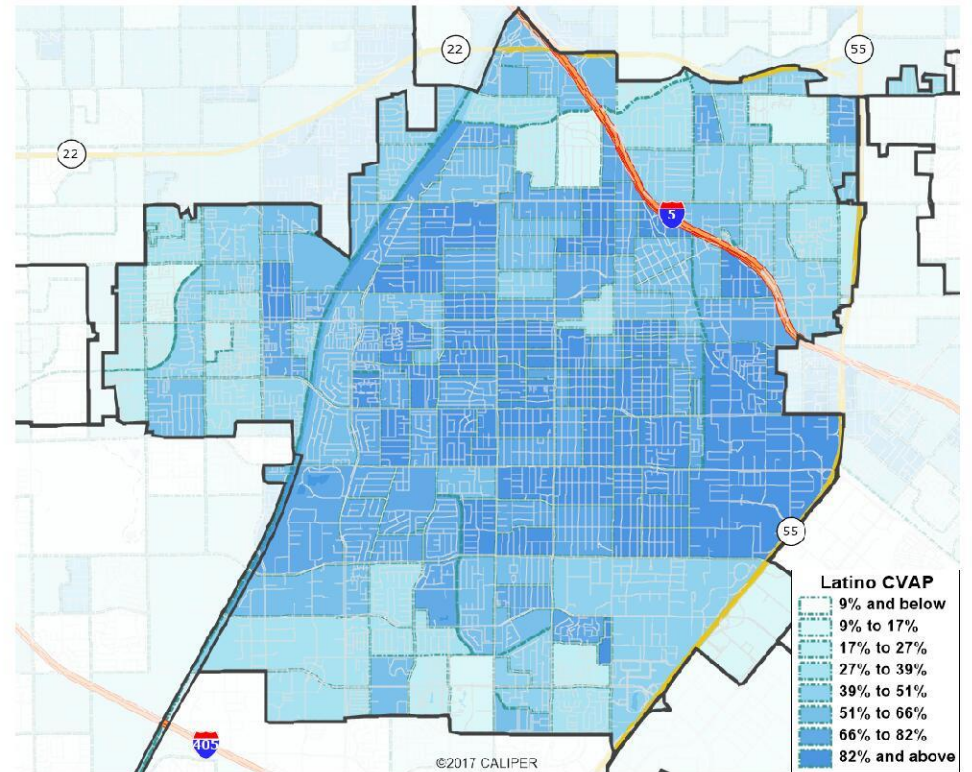 22
55
22
5
55
405
Latino CVAP
9% and below
9% to 17%
17% to 27%
27% to 39%
39% to 51%
51% to 66%
66% to 82%
82% and above
©2017 CALIPER